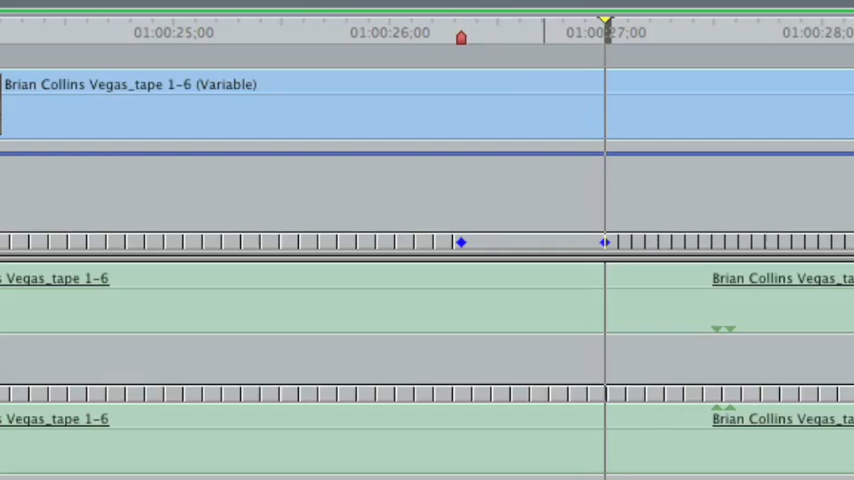 01:00:25;00 01:00:26;00 01:00:27;00 01:00:28;0
Brian Collins Vegas_tape 1-6 (Variable)
s Vegas_tape 1-6 Brian Collins Vegas_ta
s Vegas_tape 1-6 Brian Collins Vegas_ta